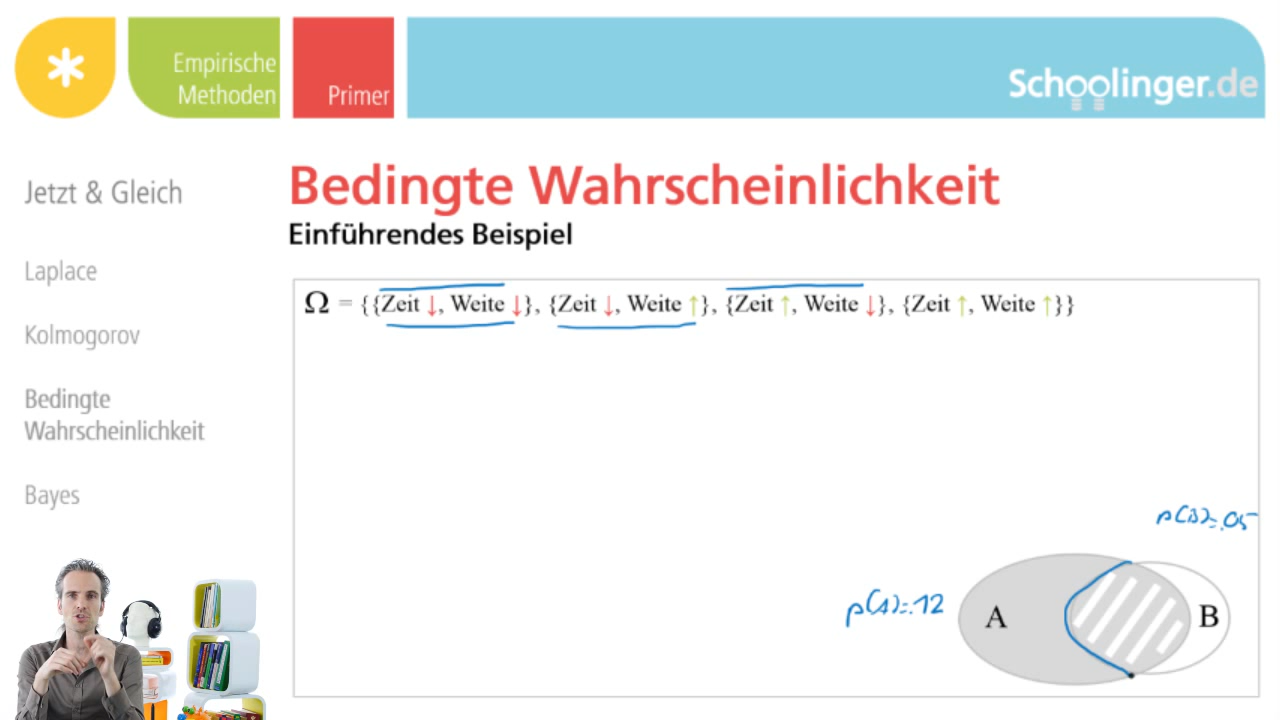 Empirische
Methoden
Primer
Schoolinger.de
Jetzt & Gleich
Laplace
Kolmogorov
Bedingte
Wahrscheinlichkeit
Bayes
Bedingte Wahrscheinlichkeit
Einführendes Beispiel
Ω = {{Zeit ↓, Weite ↓}, {Zeit ↓, Weite ↑}, {Zeit ↑, Weite ↓}, {Zeit ↑, Weite ↑}}
p(B)=.05
p(A)=.12
A
B